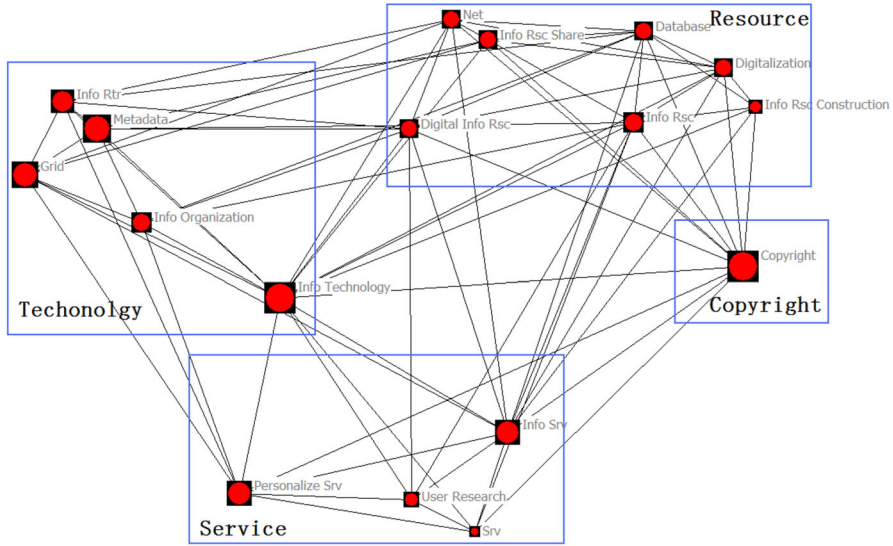 Net
Resource
Database
Info Rsc Share
Digitalization
Info Rtr
Info Rsc Construction
Metadata
Digital Info Rsc
Info Rsc
Grid
Info Organization
Copyright
Info Technology
Techonolgy
Copyright
Info Srv
Personalize Srv
User Research
Service
Srv